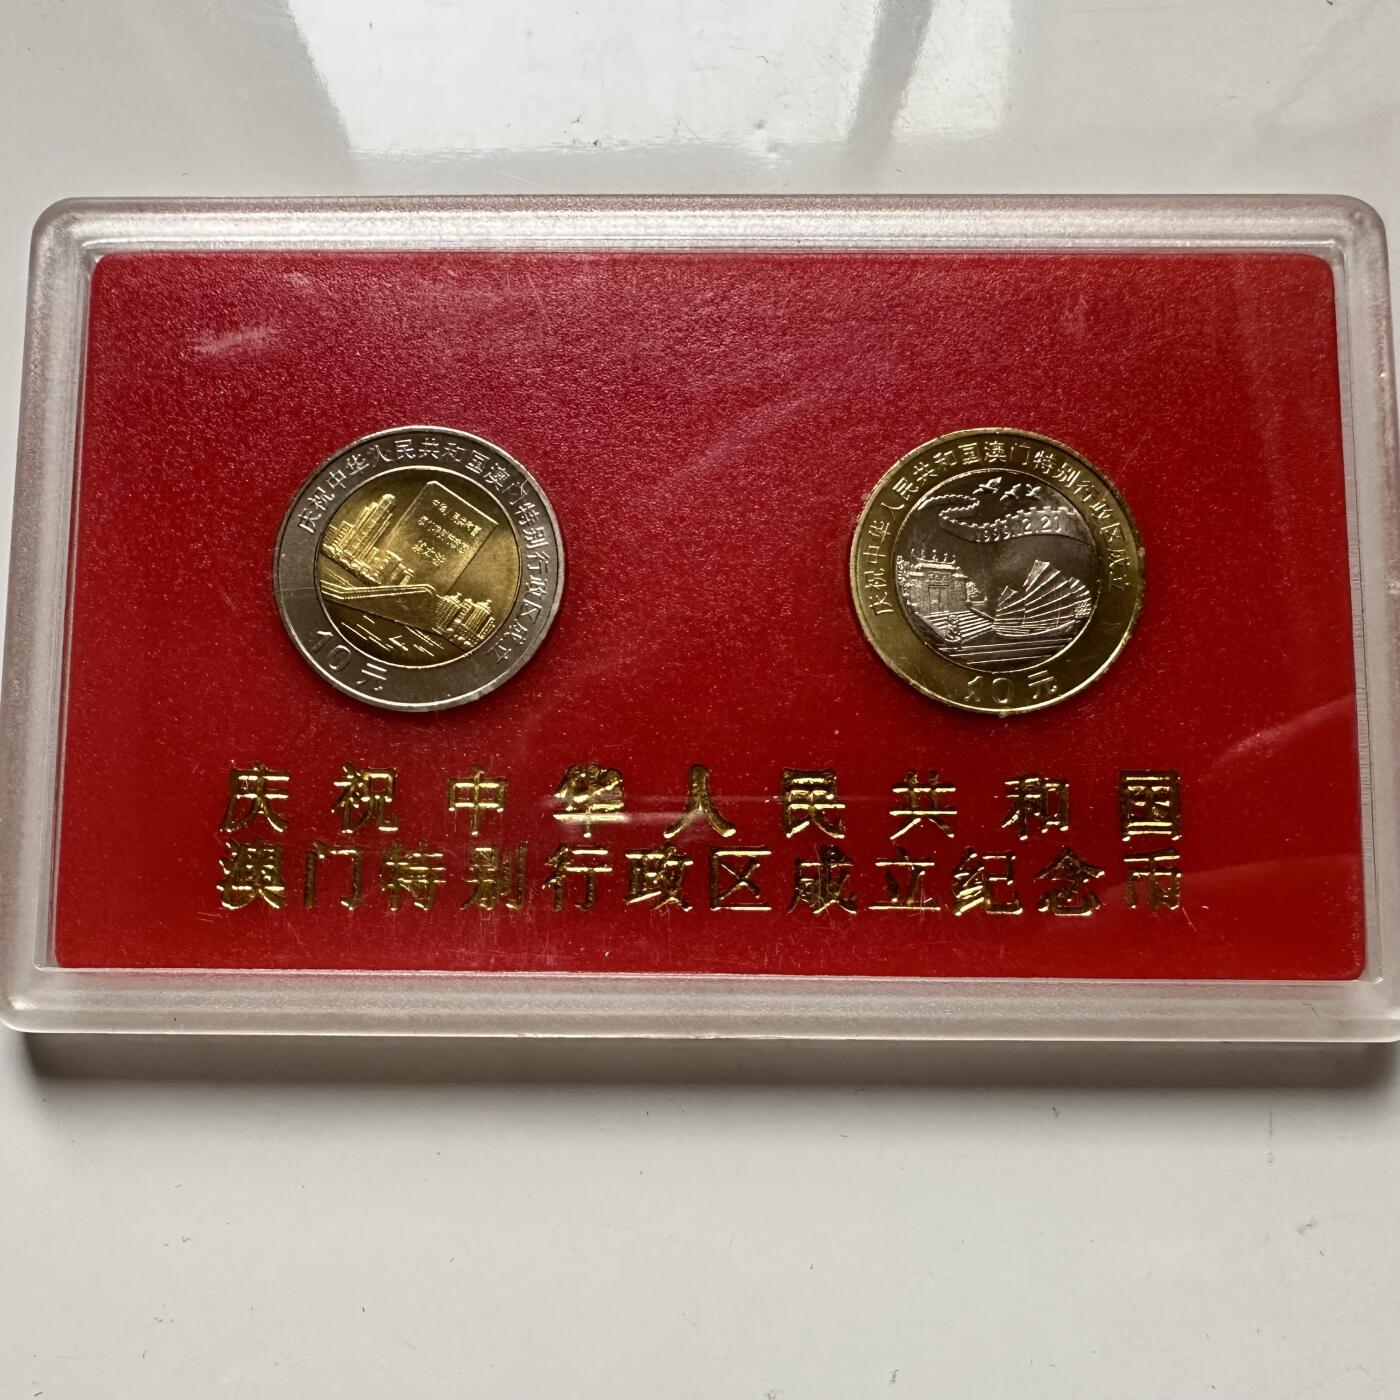 庆祝中华人民共和国澳门特别行政区成立
10元
庆祝中华人民共和国澳门特别行政区成立
1999.12.20
10元
庆祝中华人民共和国
澳门特别行政区成立纪念币